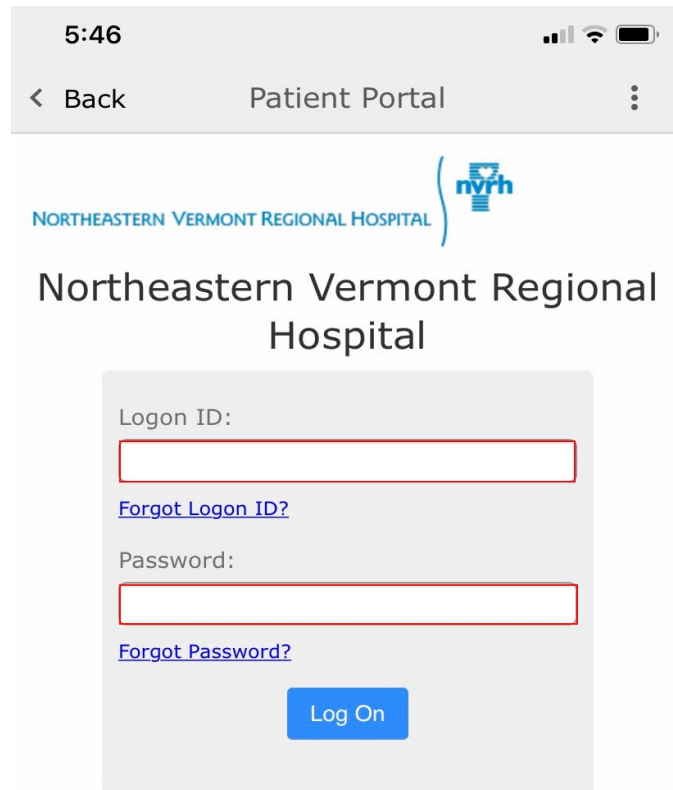 5:46
Back
Patient Portal
NORTHEASTERN VERMONT REGIONAL HOSPITAL
nvrh
Northeastern Vermont Regional
Hospital
Logon ID:
Forgot Logon ID?
Password:
Forgot Password?
Log On